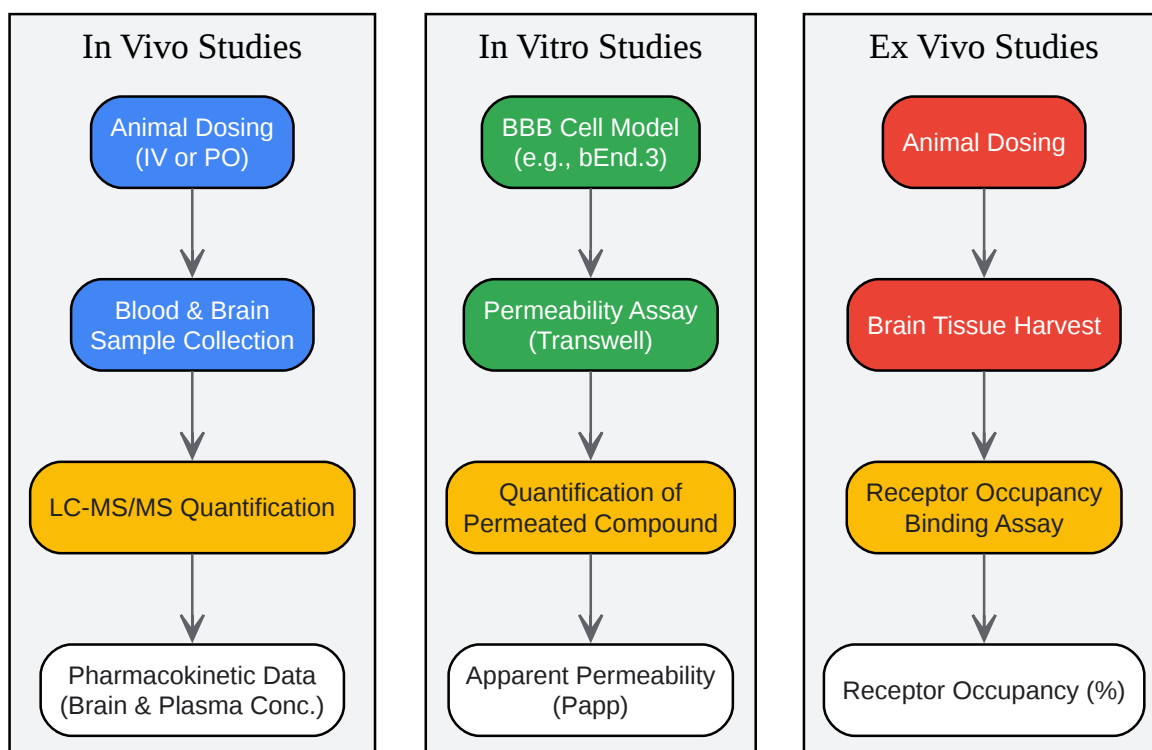 In Vivo Studies
Animal Dosing
(IV or PO)
Blood & Brain
Sample Collection
LC-MS/MS Quantification
Pharmacokinetic Data
(Brain & Plasma Conc.)
In Vitro Studies
BBB Cell Model
(e.g., bEnd.3)
Permeability Assay
(Transwell)
Quantification of
Permeated Compound
Apparent Permeability
(Papp)
Ex Vivo Studies
Animal Dosing
Brain Tissue Harvest
Receptor Occupancy
Binding Assay
Receptor Occupancy (%)